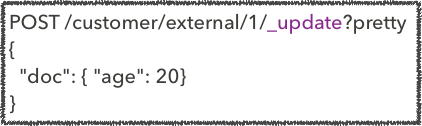 POST /customer/external/1/_update?pretty
{
  "doc": { "age": 20}
}